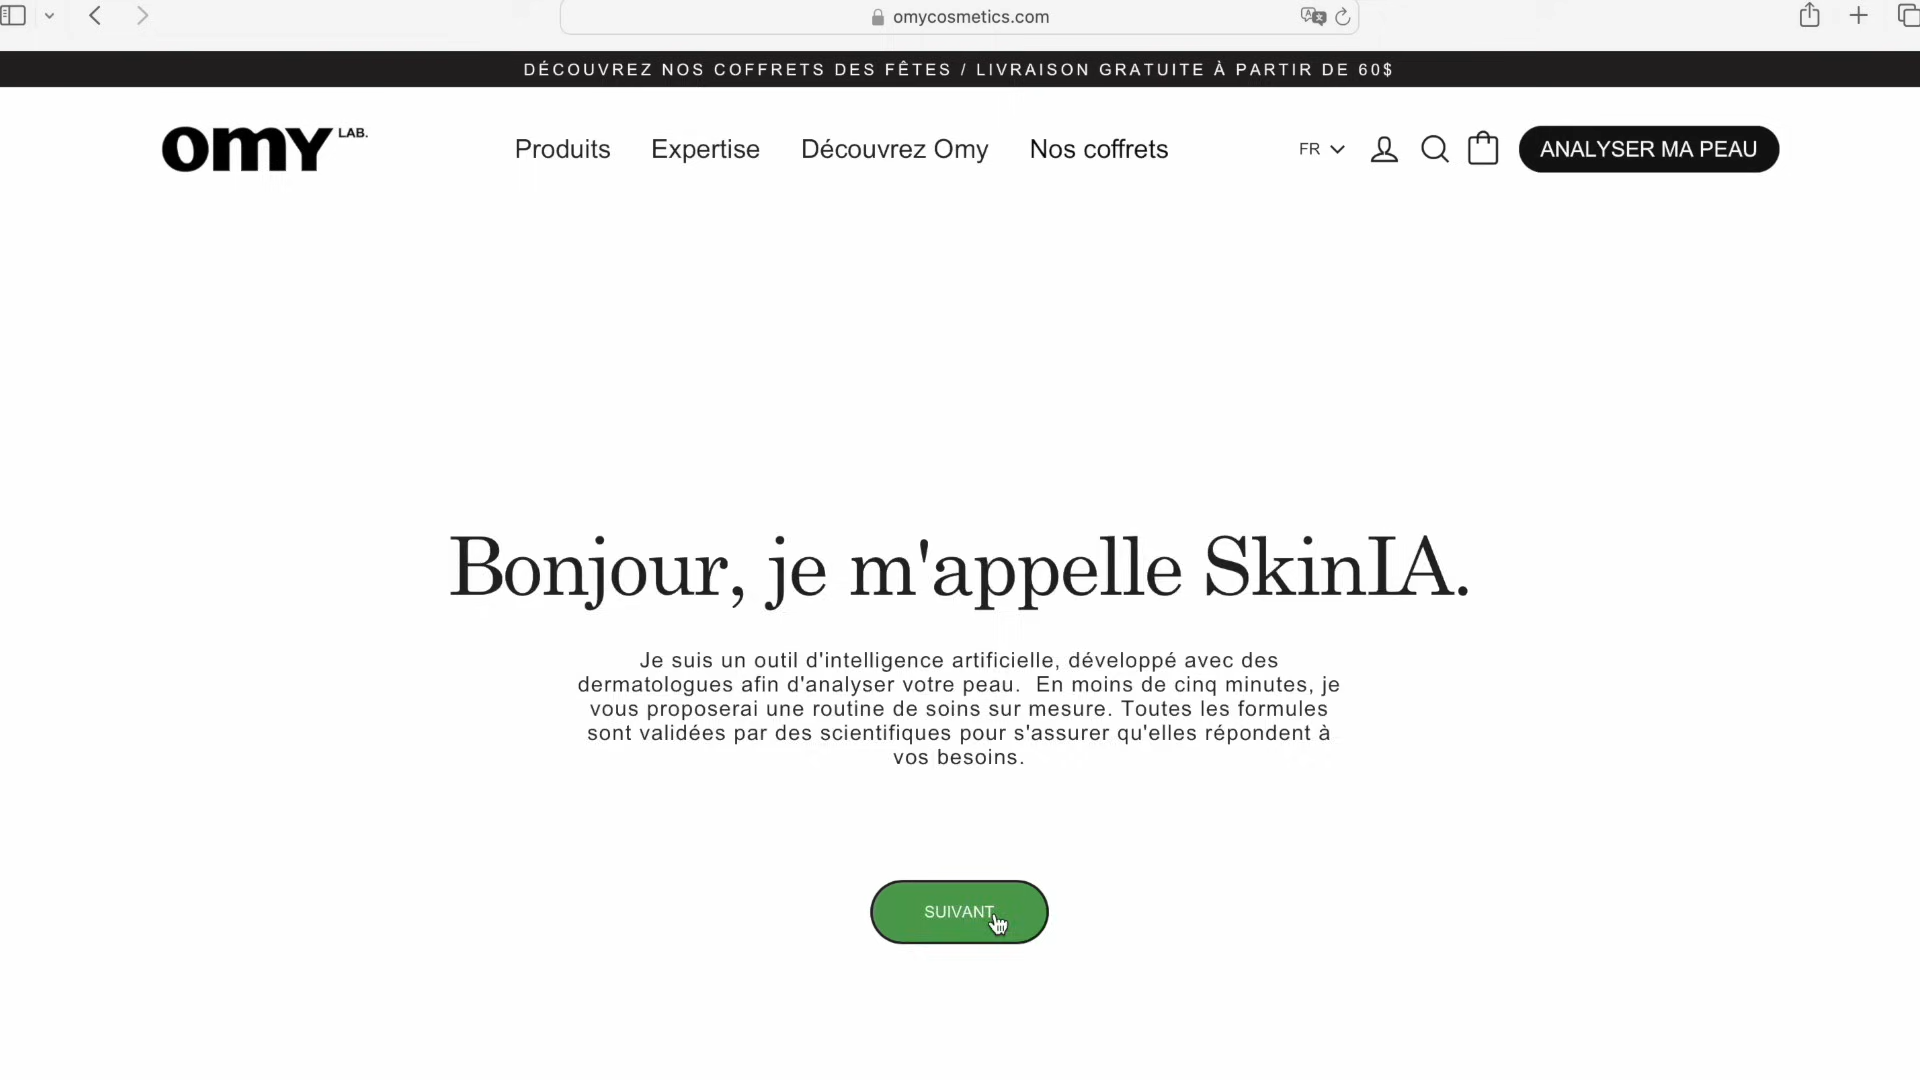 omycosmetics.com
DÉCOUVREZ NOS COFFRETS DES FÊTES / LIVRAISON GRATUITE À PARTIR DE 60$
omy LAB.
Produits
Expertise
Découvrez Omy
Nos coffrets
FR
ANALYSER MA PEAU
Bonjour, je m'appelle SkinIA.
Je suis un outil d'intelligence artificielle, développé avec des
dermatologues afin d'analyser votre peau. En moins de cinq minutes, je
vous proposerai une routine de soins sur mesure. Toutes les formules
sont validées par des scientifiques pour s'assurer qu'elles répondent à
vos besoins.
SUIVANT